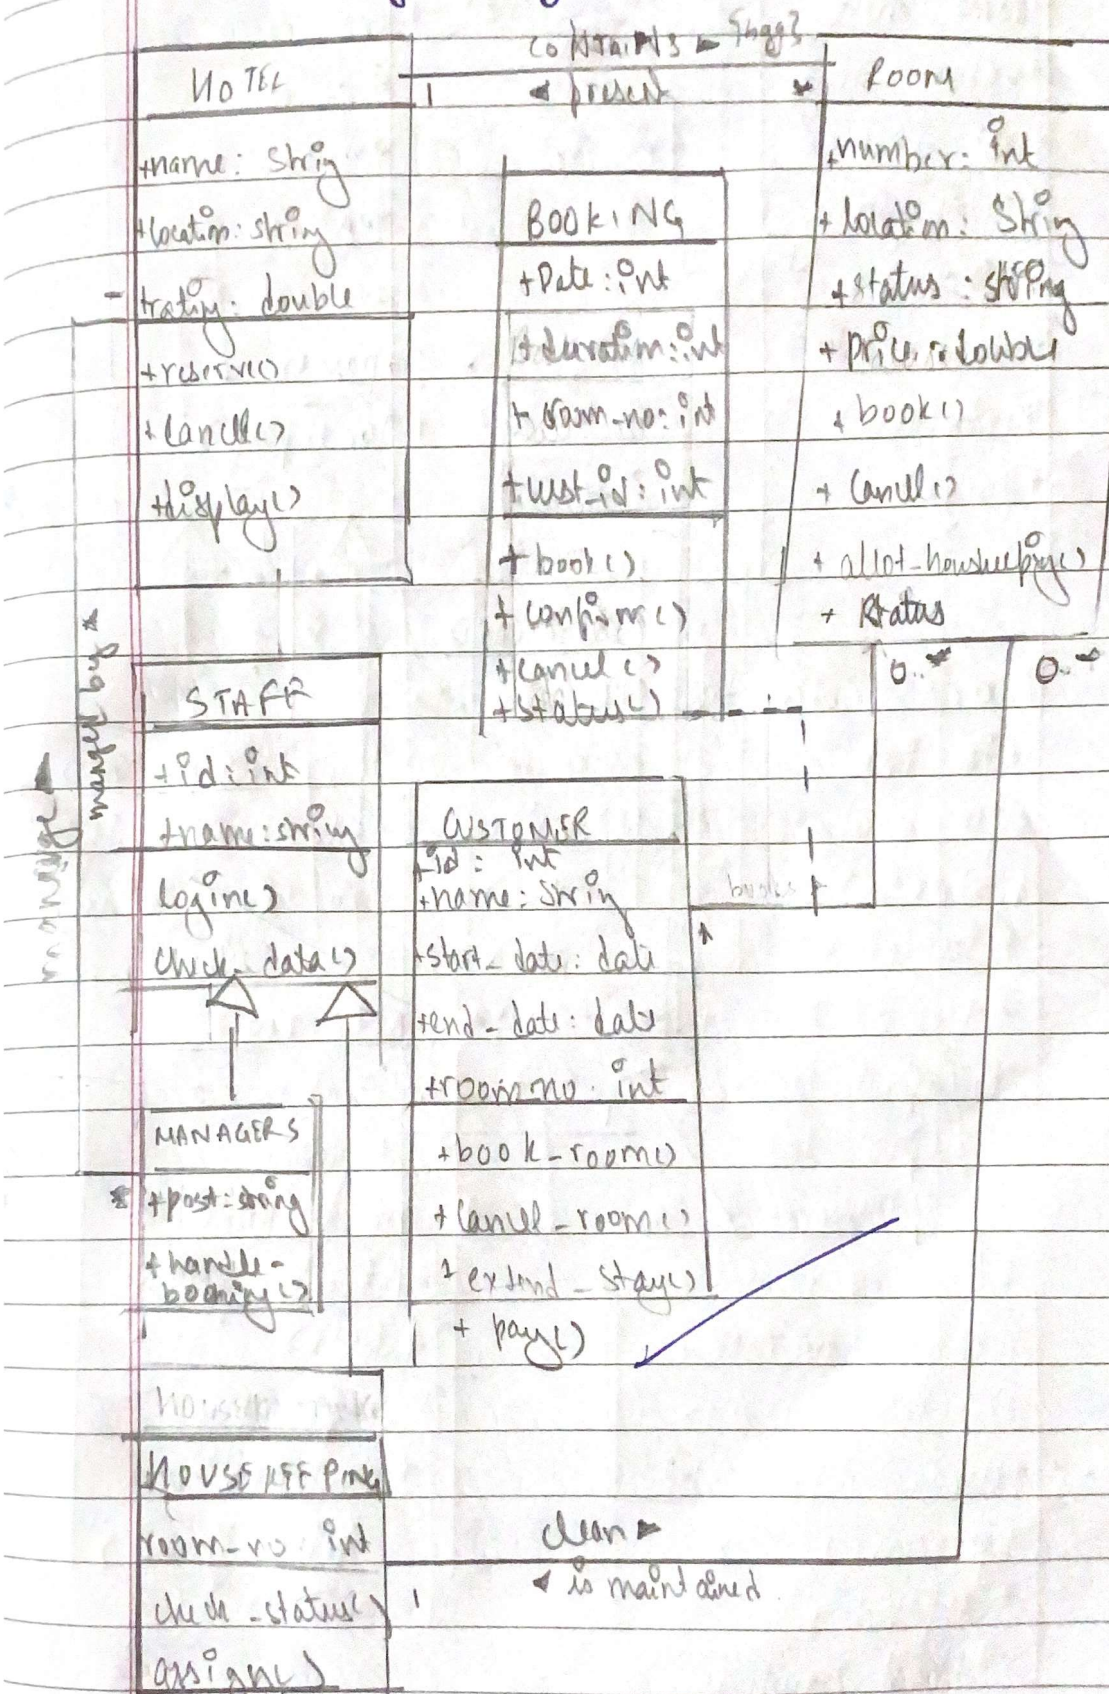 HOTEL
+name: String
+location: string
+rating: double
+reserve()
+cancel()
+display()
CONTAINS ►
1 ◄ present *
ROOM
+number: int
+location: String
+status: string
+price: double
+book()
+cancel()
+allot_housekeeping()
+status
0..*
0..*
BOOKING
+Date: int
+duration: int
+room_no: int
+cust_id: int
+book()
+confirm()
+cancel()
+status()
manage ►
STAFF
+id: int
+name: string
login()
check_data()
CUSTOMER
+id: int
+name: String
+start_date: date
+end_date: date
+room_no: int
+book_room()
+cancel_room()
+extend_stay()
+pay()
MANAGERS
* +post: string
+handle-
booking()
HOUSEKEEPING
room_no: int
check_status()
assign()
clean ►
1 ◄ is maintained